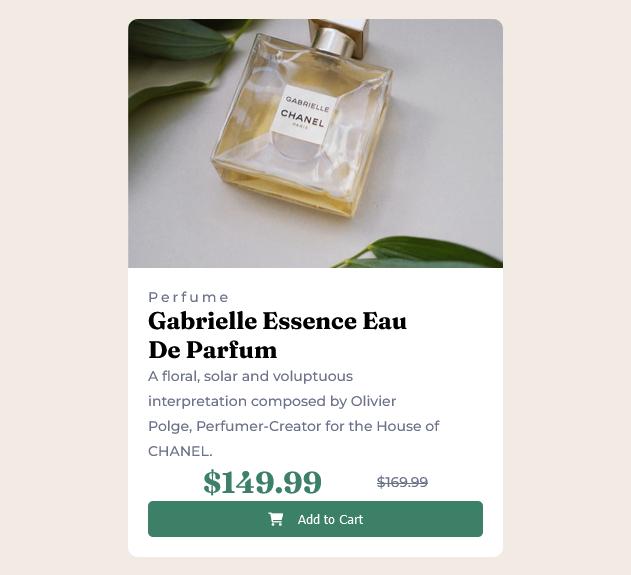 GABRIELLE
CHANEL
PARIS
Perfume
Gabrielle Essence Eau
De Parfum
A floral, solar and voluptuous
interpretation composed by Olivier
Polge, Perfumer-Creator for the House of
CHANEL.
$149.99 $169.99
Add to Cart